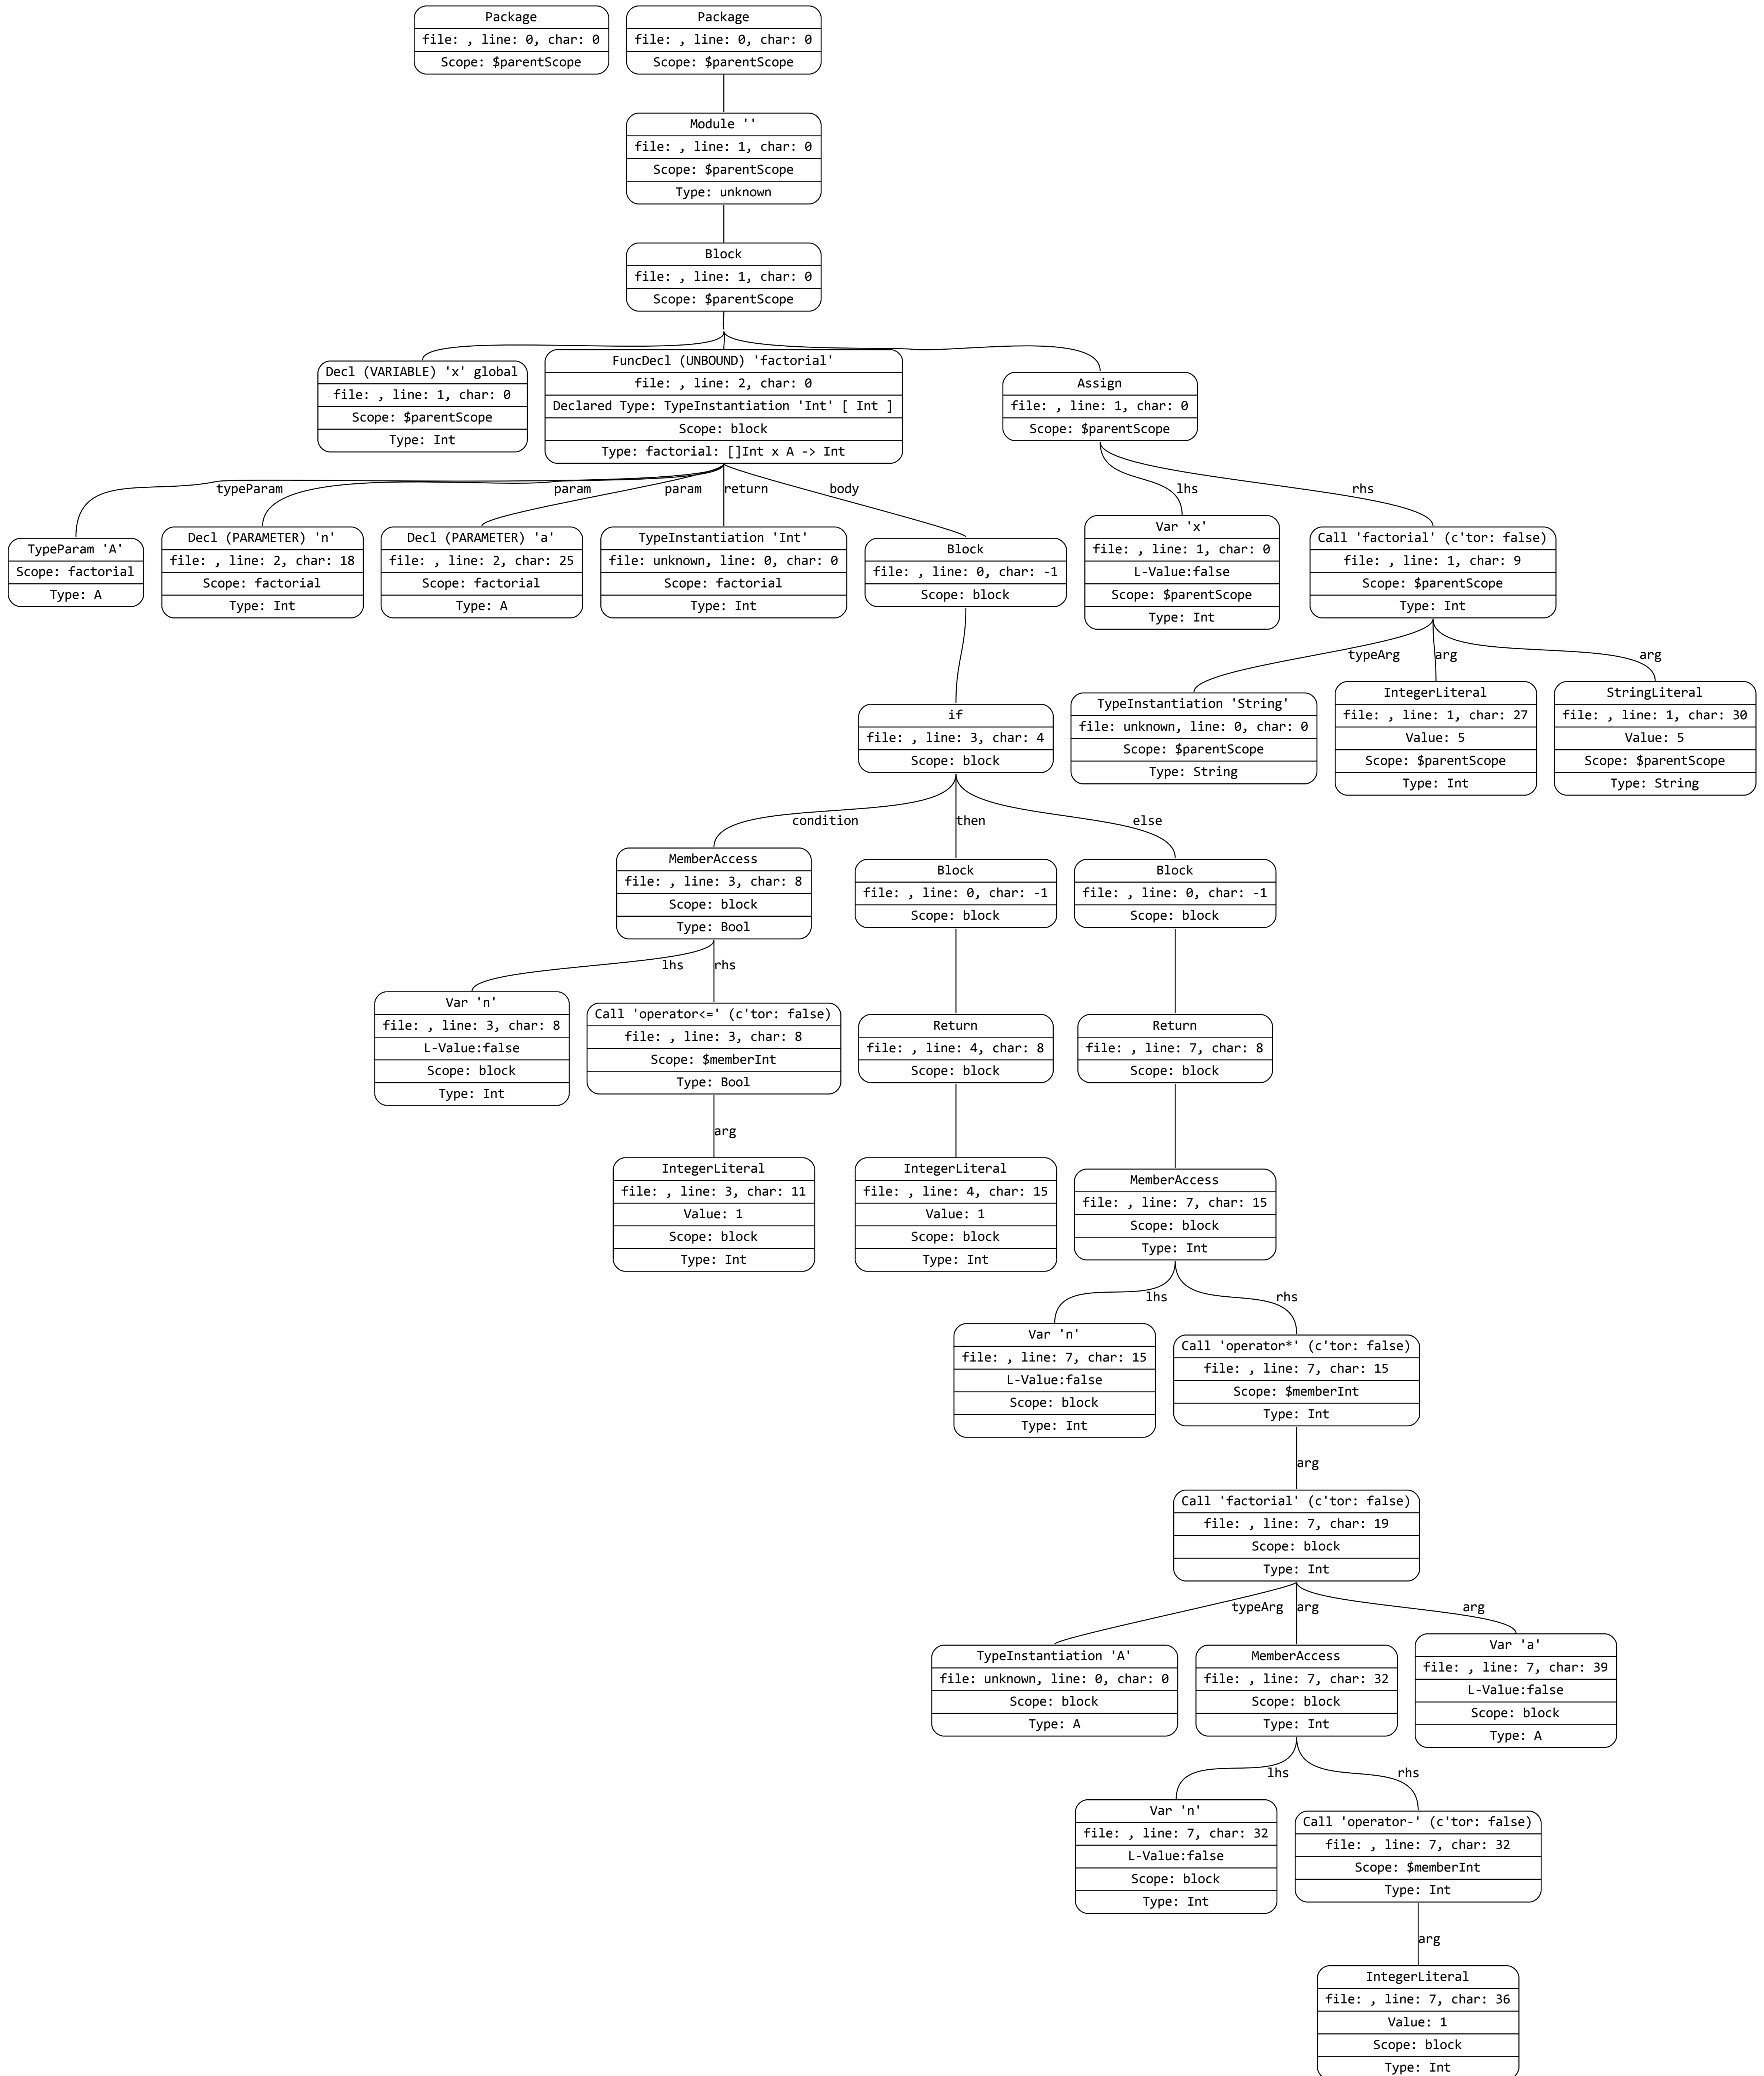 Package
file: , line: 0, char: 0
Scope: $parentScope
Package
file: , line: 0, char: 0
Scope: $parentScope
Module ''
file: , line: 1, char: 0
Scope: $parentScope
Type: unknown
Block
file: , line: 1, char: 0
Scope: $parentScope
Decl (VARIABLE) 'x' global
file: , line: 1, char: 0
Scope: $parentScope
Type: Int
FuncDecl (UNBOUND) 'factorial'
file: , line: 2, char: 0
Declared Type: TypeInstantiation 'Int' [ Int ]
Scope: block
Type: factorial: []Int x A -> Int
Assign
file: , line: 1, char: 0
Scope: $parentScope
typeParam
param
param
return
body
lhs
rhs
TypeParam 'A'
Scope: factorial
Type: A
Decl (PARAMETER) 'n'
file: , line: 2, char: 18
Scope: factorial
Type: Int
Decl (PARAMETER) 'a'
file: , line: 2, char: 25
Scope: factorial
Type: A
TypeInstantiation 'Int'
file: unknown, line: 0, char: 0
Scope: factorial
Type: Int
Block
file: , line: 0, char: -1
Scope: block
Var 'x'
file: , line: 1, char: 0
L-Value:false
Scope: $parentScope
Type: Int
Call 'factorial' (c'tor: false)
file: , line: 1, char: 9
Scope: $parentScope
Type: Int
typeArg
arg
arg
if
file: , line: 3, char: 4
Scope: block
TypeInstantiation 'String'
file: unknown, line: 0, char: 0
Scope: $parentScope
Type: String
IntegerLiteral
file: , line: 1, char: 27
Value: 5
Scope: $parentScope
Type: Int
StringLiteral
file: , line: 1, char: 30
Value: 5
Scope: $parentScope
Type: String
condition
then
else
MemberAccess
file: , line: 3, char: 8
Scope: block
Type: Bool
Block
file: , line: 0, char: -1
Scope: block
Block
file: , line: 0, char: -1
Scope: block
lhs
rhs
Var 'n'
file: , line: 3, char: 8
L-Value:false
Scope: block
Type: Int
Call 'operator<=' (c'tor: false)
file: , line: 3, char: 8
Scope: $memberInt
Type: Bool
Return
file: , line: 4, char: 8
Scope: block
Return
file: , line: 7, char: 8
Scope: block
arg
IntegerLiteral
file: , line: 3, char: 11
Value: 1
Scope: block
Type: Int
IntegerLiteral
file: , line: 4, char: 15
Value: 1
Scope: block
Type: Int
MemberAccess
file: , line: 7, char: 15
Scope: block
Type: Int
lhs
rhs
Var 'n'
file: , line: 7, char: 15
L-Value:false
Scope: block
Type: Int
Call 'operator*' (c'tor: false)
file: , line: 7, char: 15
Scope: $memberInt
Type: Int
arg
Call 'factorial' (c'tor: false)
file: , line: 7, char: 19
Scope: block
Type: Int
typeArg
arg
arg
TypeInstantiation 'A'
file: unknown, line: 0, char: 0
Scope: block
Type: A
MemberAccess
file: , line: 7, char: 32
Scope: block
Type: Int
Var 'a'
file: , line: 7, char: 39
L-Value:false
Scope: block
Type: A
lhs
rhs
Var 'n'
file: , line: 7, char: 32
L-Value:false
Scope: block
Type: Int
Call 'operator-' (c'tor: false)
file: , line: 7, char: 32
Scope: $memberInt
Type: Int
arg
IntegerLiteral
file: , line: 7, char: 36
Value: 1
Scope: block
Type: Int